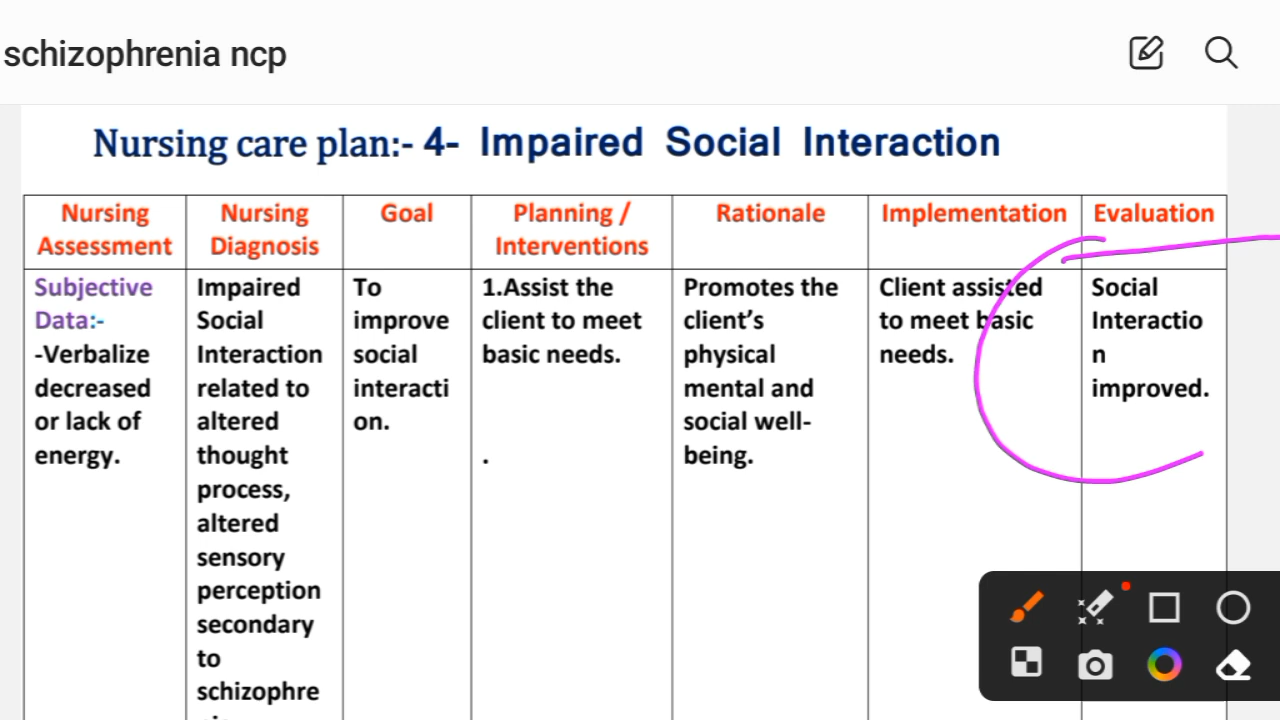 schizophrenia ncp
Nursing care plan:- 4- Impaired Social Interaction
Nursing
Assessment
Nursing
Diagnosis
Goal
Planning /
Interventions
Rationale
Implementation
Evaluation
Subjective
Data:-
-Verbalize
decreased
or lack of
energy.
Impaired
Social
Interaction
related to
altered
thought
process,
altered
sensory
perception
secondary
to
schizophre
To
improve
social
interacti
on.
1.Assist the
client to meet
basic needs.
.
Promotes the
client’s
physical
mental and
social well-
being.
Client assisted
to meet basic
needs.
Social
Interactio
n
improved.